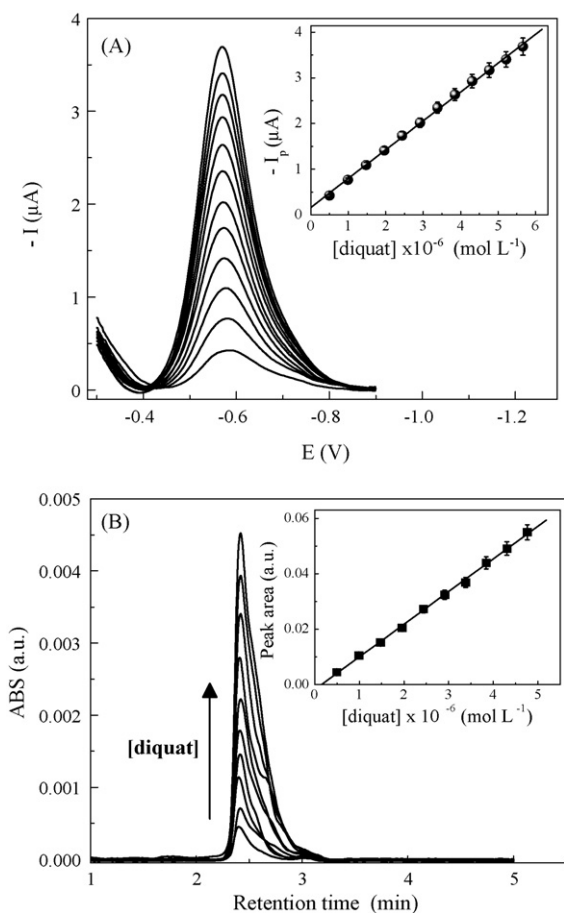 (A)
4
3
2
1
0
- I (µA)
-0.4 -0.6 -0.8 -1.0 -1.2
E (V)
4
3
2
1
0
- Ip (µA)
0 1 2 3 4 5 6
[diquat] x10⁻⁶ (mol L⁻¹)
(B)
0.005
0.004
0.003
0.002
0.001
0.000
ABS (a.u.)
[diquat]
1 2 3 4 5
Retention time (min)
0.06
0.04
0.02
0.00
Peak area (a.u.)
0 1 2 3 4 5
[diquat] x 10⁻⁶ (mol L⁻¹)